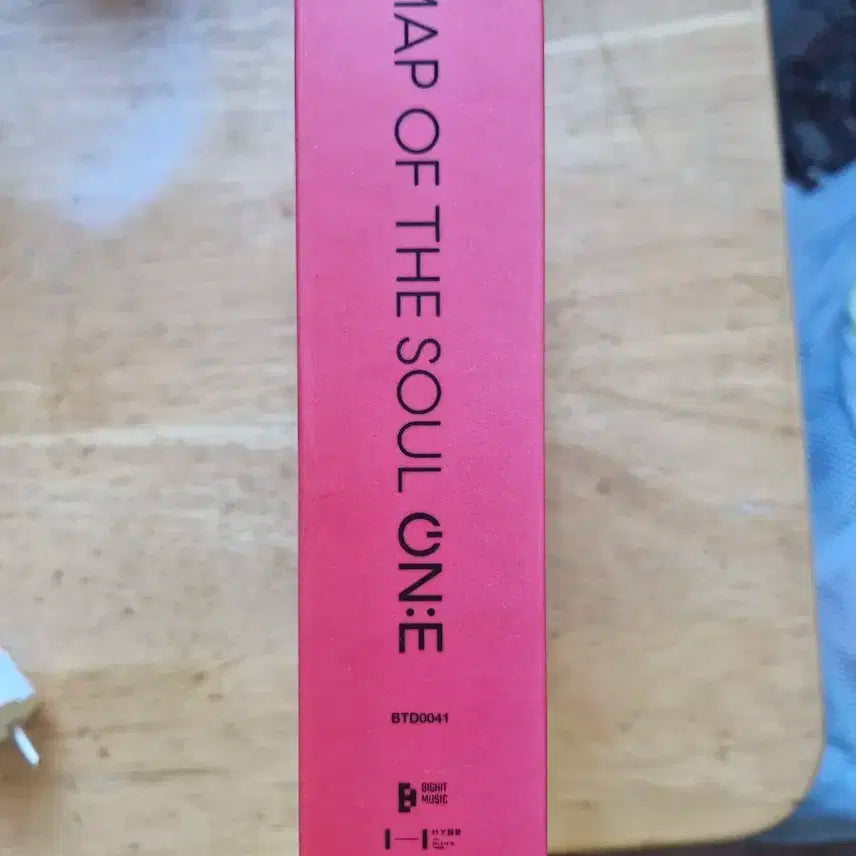 MAP OF THE SOUL ON:E
BTD0041
BIGHIT
MUSIC
HYBE